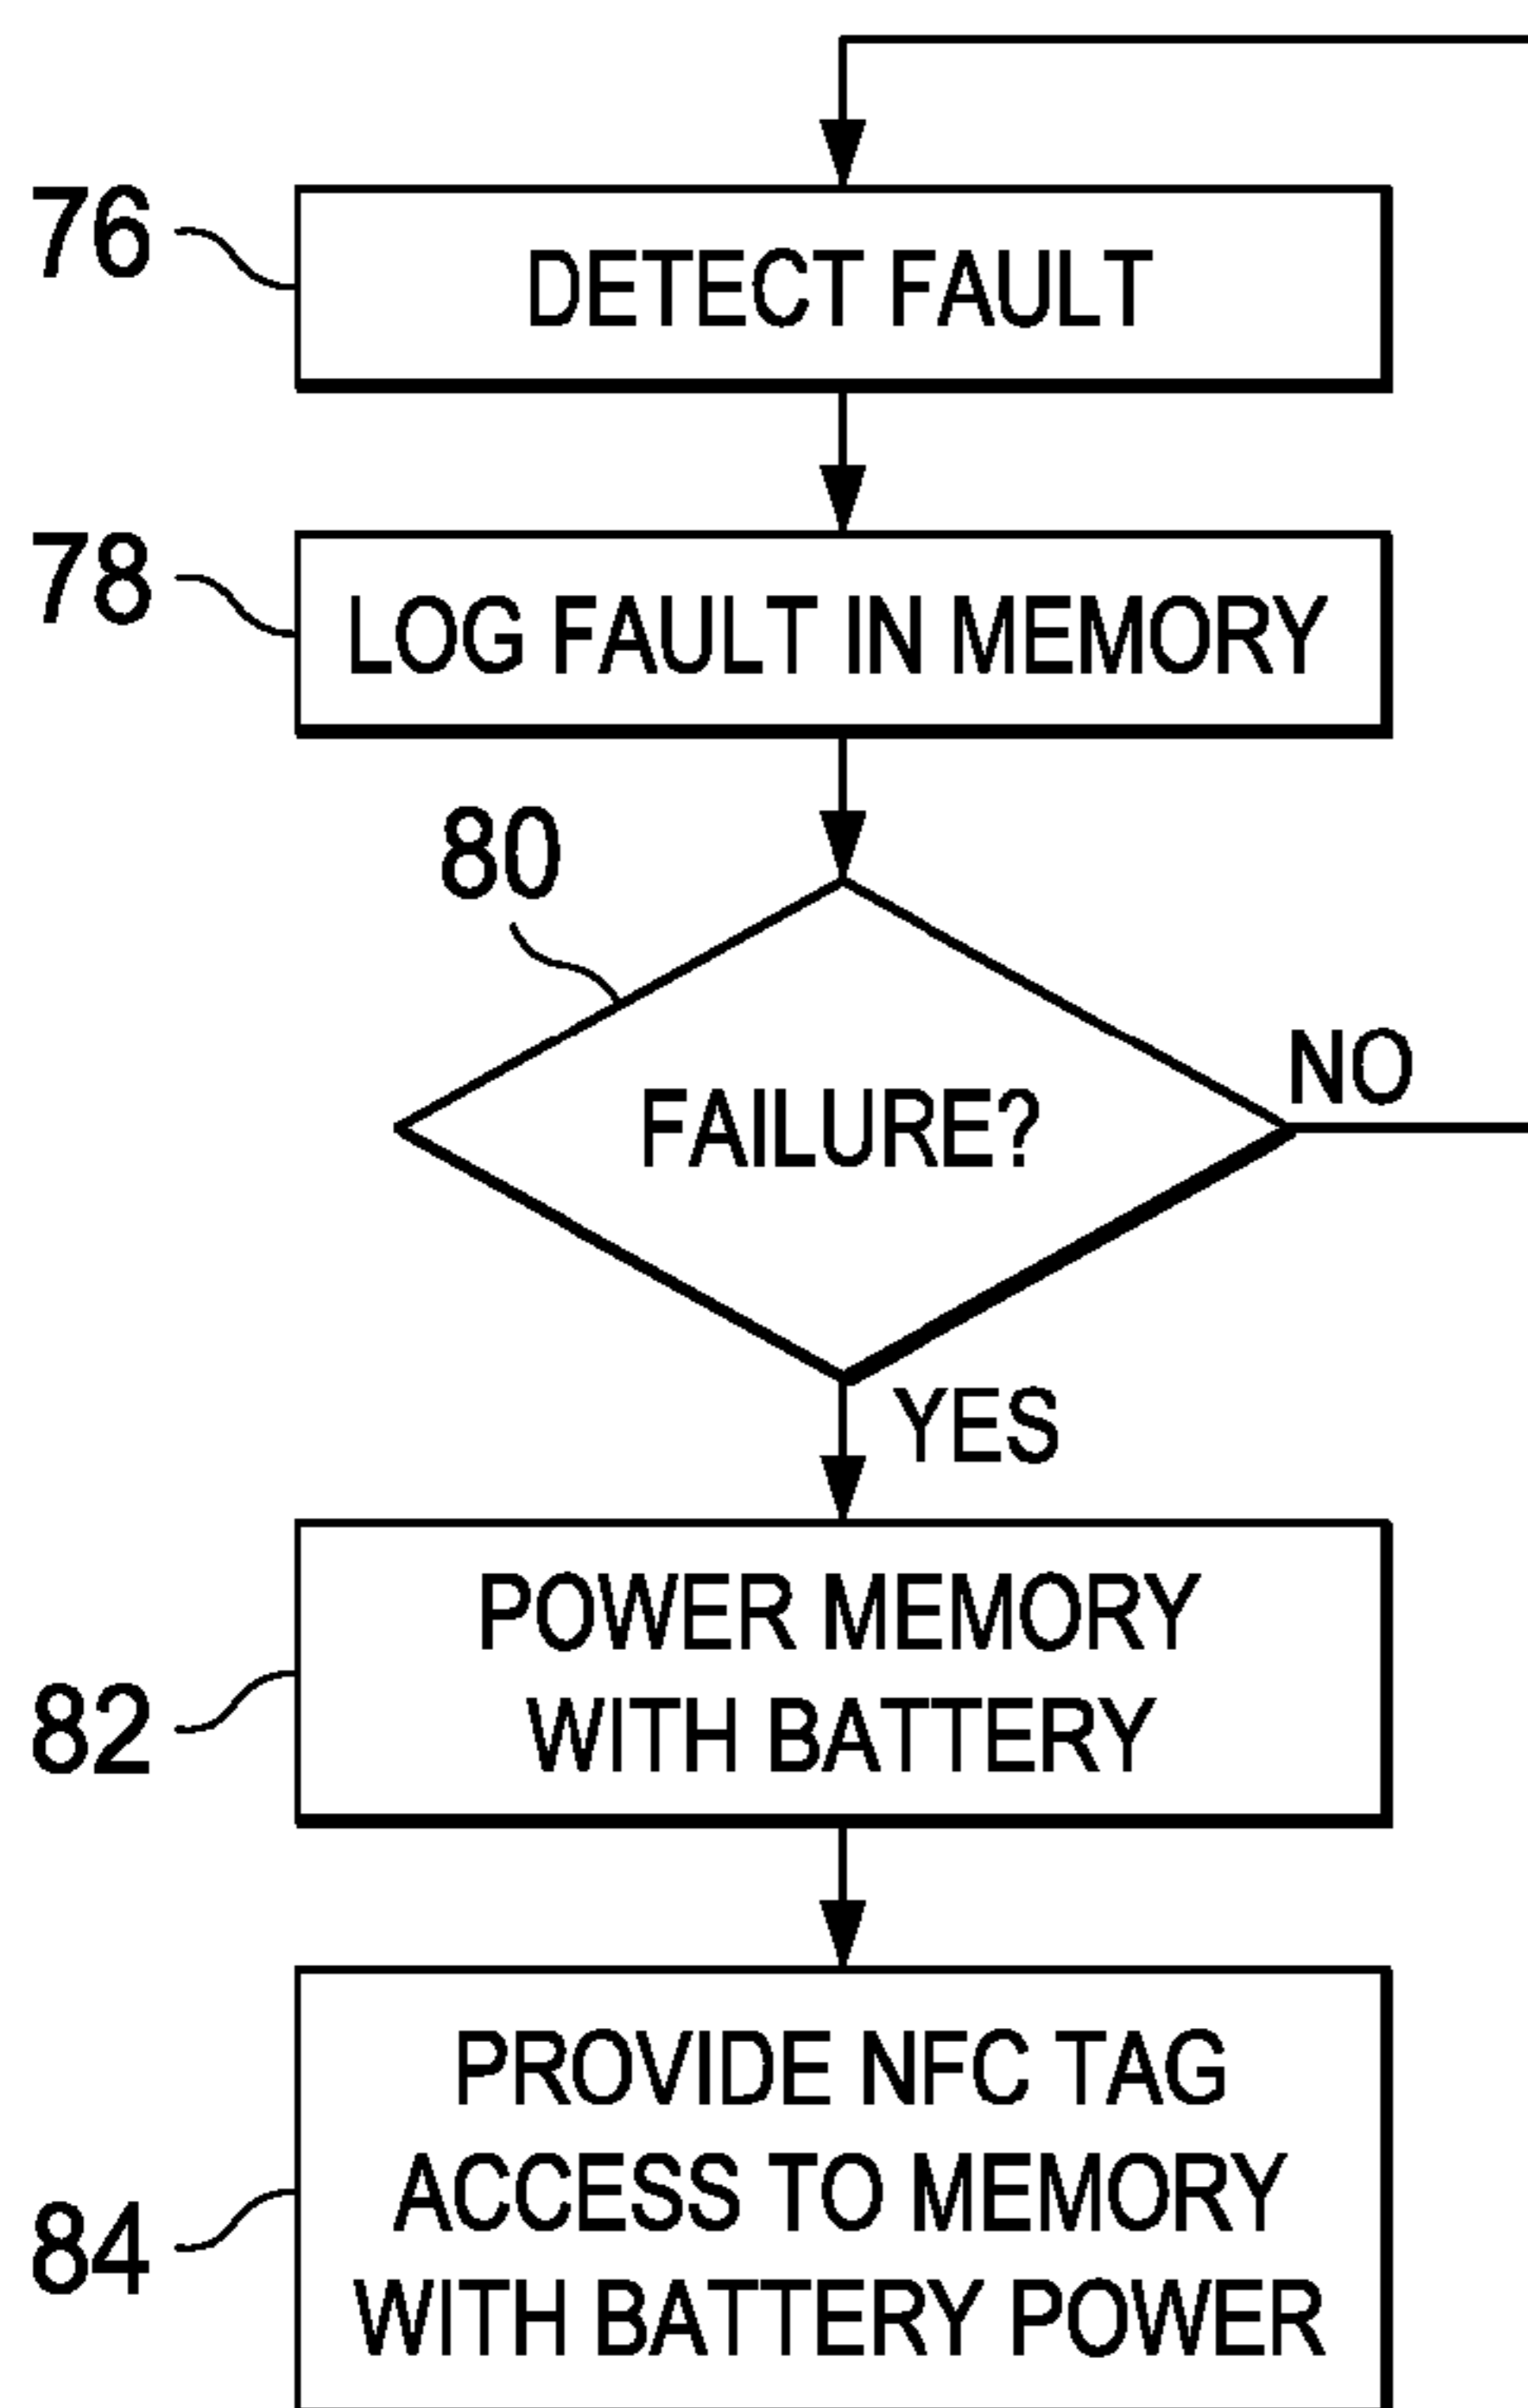 76
DETECT FAULT
78
LOG FAULT IN MEMORY
80
FAILURE?
NO
YES
82
POWER MEMORY
WITH BATTERY
84
PROVIDE NFC TAG
ACCESS TO MEMORY
WITH BATTERY POWER